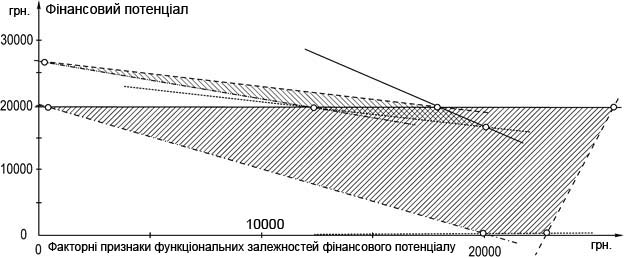 грн. Фінансовий потенціал
30000
20000
10000
10000
0
0 Факторні признаки функціональних залежностей фінансового потенціалу 20000 грн.